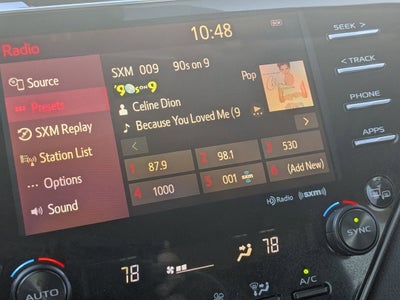 10:48
Radio
SEEK
Source
SXM 009 90s on 9
'90s ON 9
Pop
TRACK
Presets
Celine Dion
SXM Replay
Because You Loved Me (9
PHONE
Station List
1 87.9
2 98.1
3 530
APPS
Options
4 1000
5 001 sxm
6 (Add New)
Sound
HD Radio
sxm
SYNC
78
78
AUTO
A/C